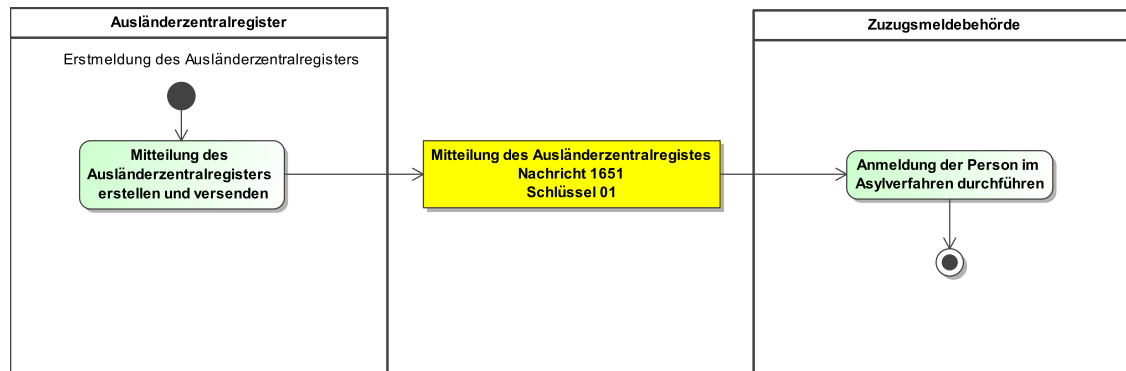 Ausländerzentralregister
Zuzugsmeldebehörde
Erstmeldung des Ausländerzentralregisters
Mitteilung des
Ausländerzentralregisters
erstellen und versenden
Mitteilung des Ausländerzentralregistes
Nachricht 1651
Schlüssel 01
Anmeldung der Person im
Asylverfahren durchführen